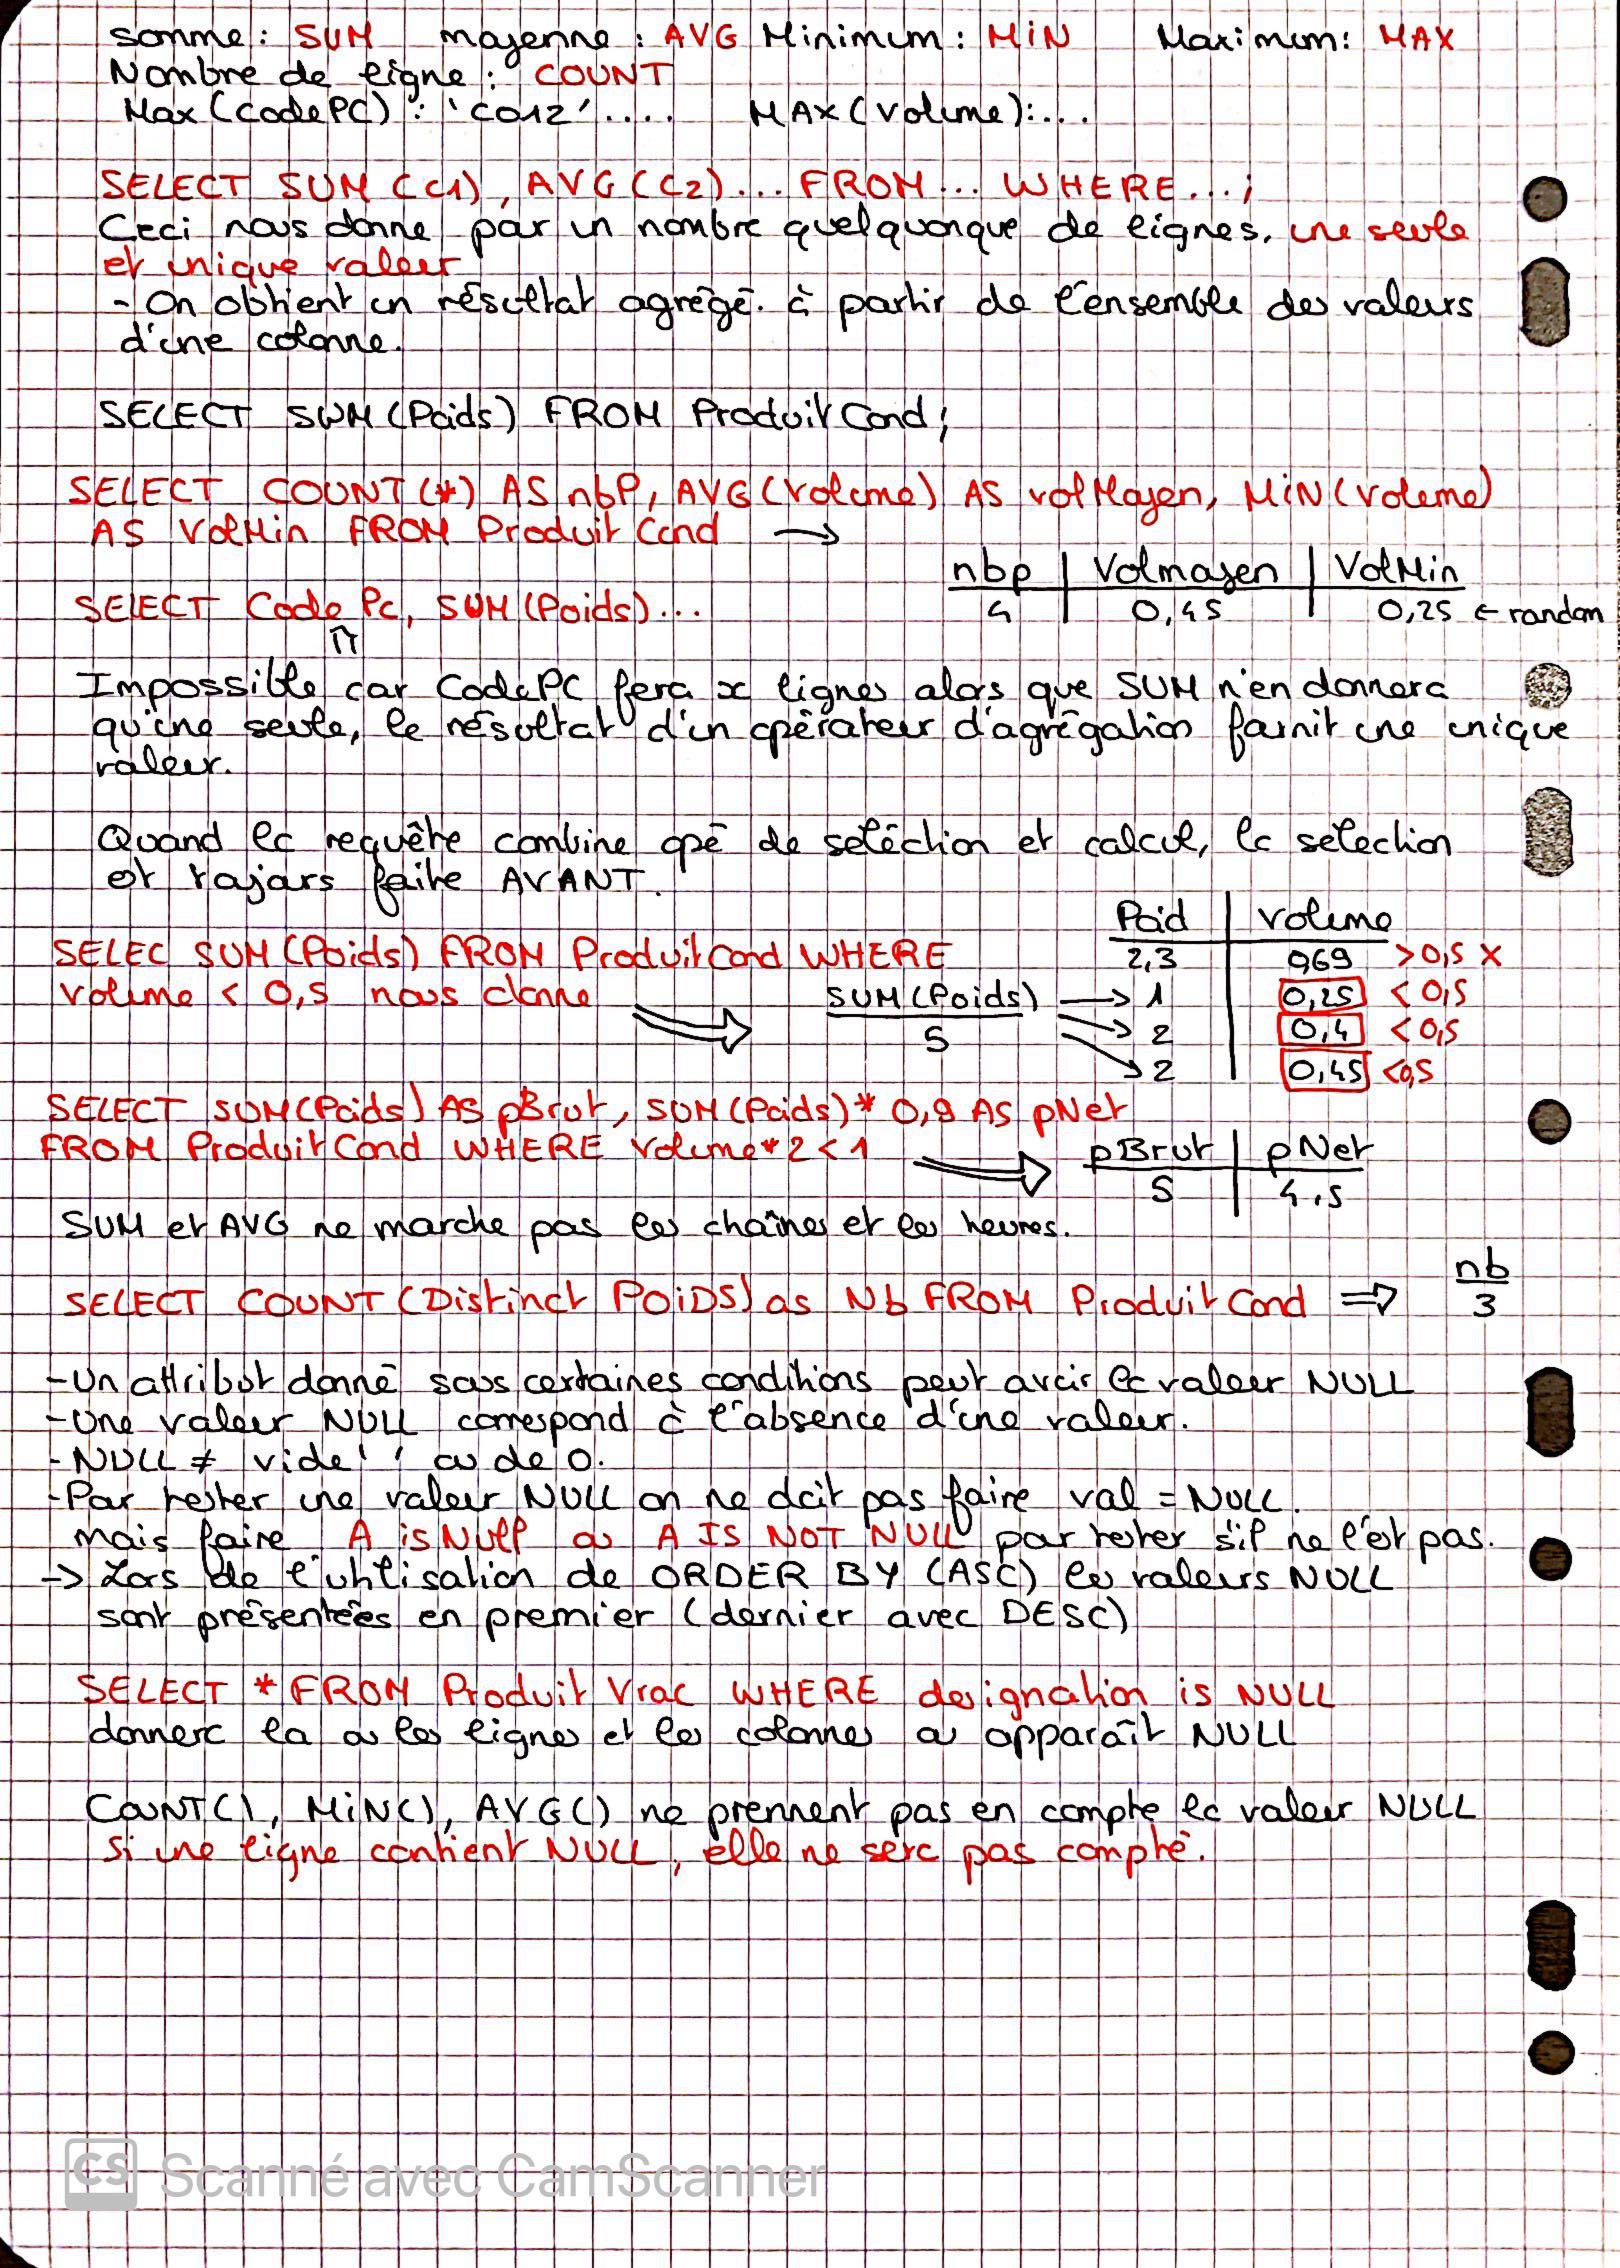 somme : SUM moyenne : AVG Minimum : MIN Maximum : MAX
Nombre de ligne : COUNT
Max (codePC) : 'C012' .... MAX (Volume) : ...
SELECT SUM (C1), AVG (C2) ... FROM ... WHERE ... ;
Ceci nous donne pour un nombre quelquonque de lignes, une seule
et unique valeur
- On obtient un résultat agrégé. à partir de l'ensemble des valeurs
d'une colonne.
SELECT SUM (Poids) FROM Produit Cond ;
SELECT COUNT (*) AS nbP, AVG (Volume) AS volMoyen, MIN (Volume)
AS VolMin FROM Produit Cond →
nbp | Volmoyen | VolMin
4 | 0,45 | 0,25 ← random
SELECT Code Pc, SUM (Poids) ...
⇑
Impossible car CodePC fera x lignes alors que SUM n'en donnera
qu'une seule, le résultat d'un opérateur d'agrégation fournit une unique
valeur.
Quand la requête combine opé de séléction et calcul, la sélection
est toujours faite AVANT.
SELEC SUM (Poids) FROM Produit Cond WHERE
Volume < 0,5 nous donne ⇒
SUM (Poids)
5
Poid | Volume
2,3 | 0,69 > 0,5 X
→ 1 | 0,25 < 0,5
→ 2 | 0,4 < 0,5
→ 2 | 0,45 < 0,5
SELECT SUM (Poids) AS pBrut, SUM (Poids) * 0,9 AS pNet
FROM Produit Cond WHERE Volume * 2 < 1 ⇒
pBrut | pNet
5 | 4,5
SUM et AVG ne marche pas les chaînes et les heures.
SELECT COUNT (Distinct POIDS) as Nb FROM Produit Cond ⇒
nb
3
- Un attribut donné sous certaines conditions peut avoir la valeur NULL
- Une valeur NULL correspond à l'absence d'une valeur.
- NULL ≠ vide ' ' ou de 0.
- Pour tester une valeur NULL on ne doit pas faire val = NULL.
mais faire A is Null ou A IS NOT NULL pour tester s'il ne l'est pas.
→ Lors de l'utilisation de ORDER BY (ASC) les valeurs NULL
sont présentées en premier (dernier avec DESC)
SELECT * FROM Produit Vrac WHERE designation is NULL
donnera la ou les lignes et les colonnes où apparaît NULL
COUNT(), MIN(), AVG() ne prennent pas en compte la valeur NULL
si une ligne contient NULL, elle ne sera pas compté.
CS Scanné avec CamScanner